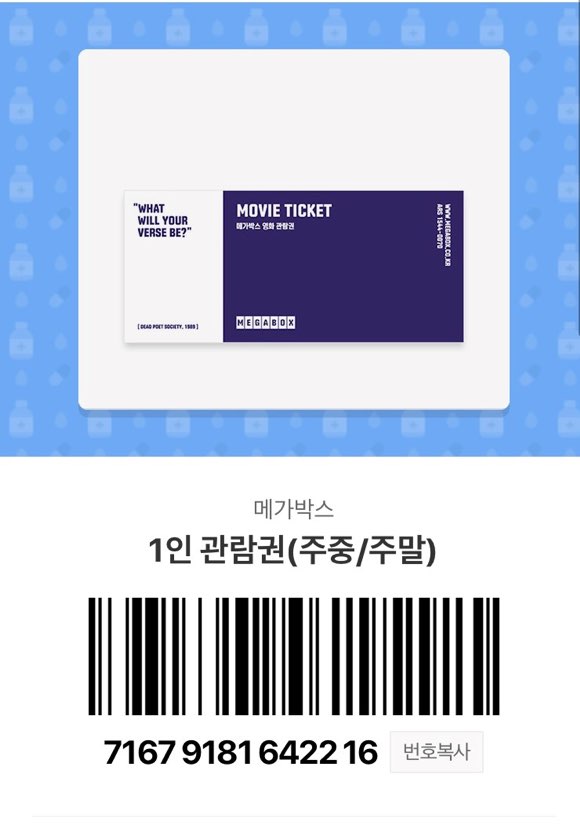 "WHAT
WILL YOUR
VERSE BE?"
[ DEAD POET SOCIETY, 1989 ]
MOVIE TICKET
메가박스 영화 관람권
MEGABOX
WWW.MEGABOX.CO.KR
ARS 1544-0070
메가박스
1인 관람권(주중/주말)
7167 9181 6422 16
번호복사